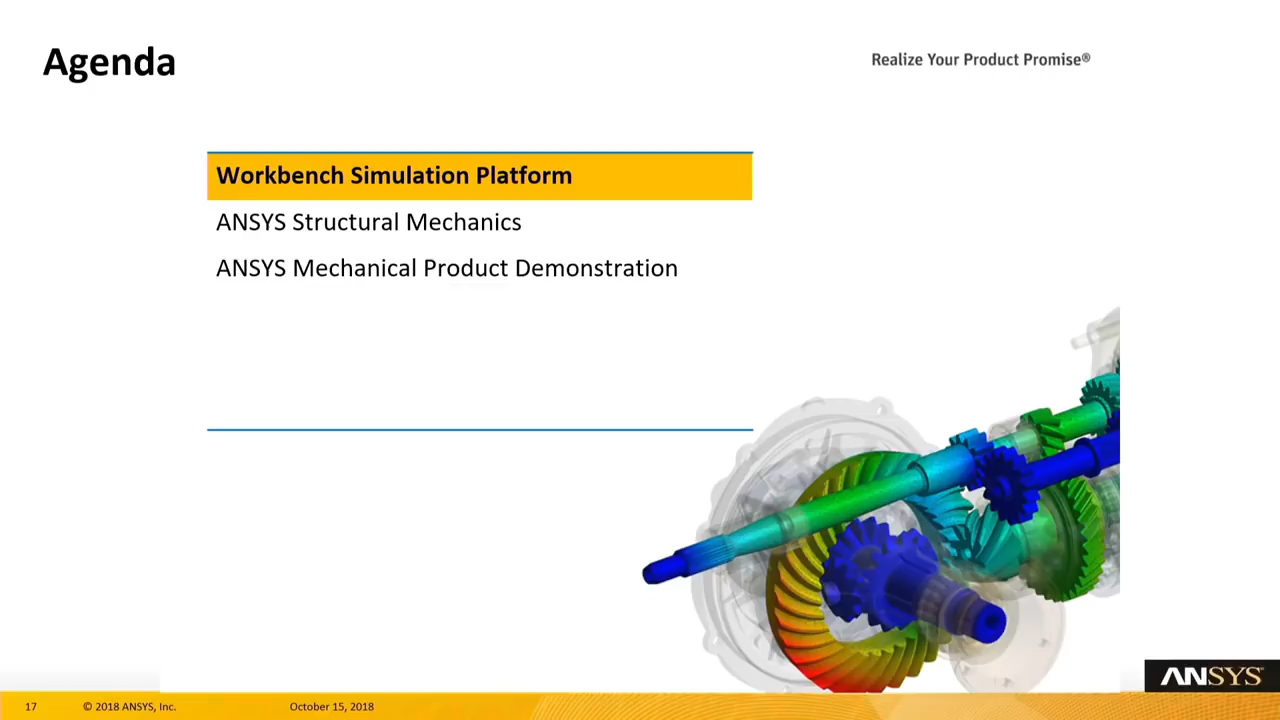 Agenda
Realize Your Product Promise®
Workbench Simulation Platform
ANSYS Structural Mechanics
ANSYS Mechanical Product Demonstration
ANSYS
17 © 2018 ANSYS, Inc. October 15, 2018